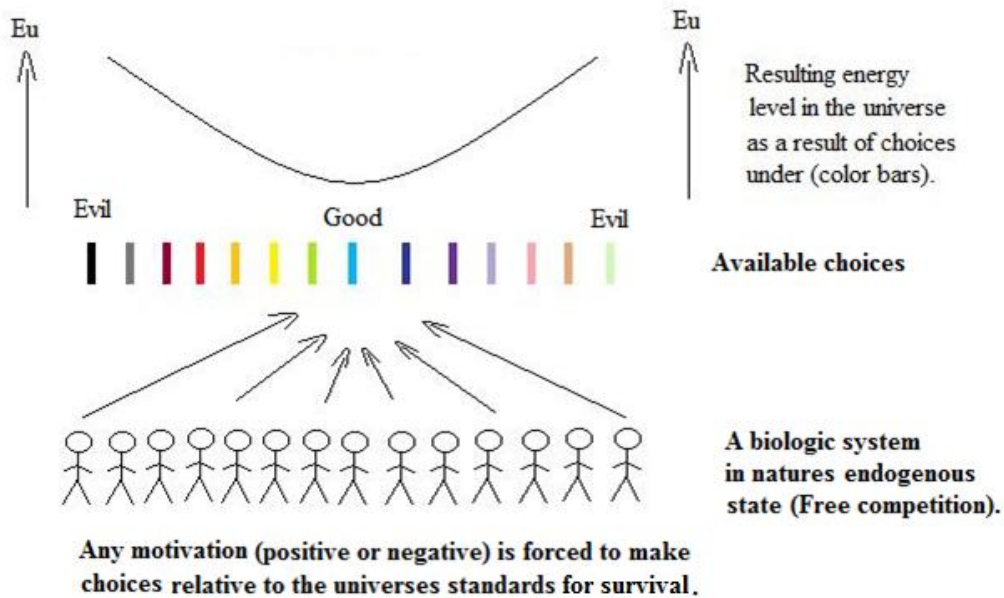 Eu
Eu
Resulting energy
level in the universe
as a result of choices
under (color bars).
Evil
Good
Evil
Available choices
A biologic system
in natures endogenous
state (Free competition).
Any motivation (positive or negative) is forced to make
choices relative to the universes standards for survival.